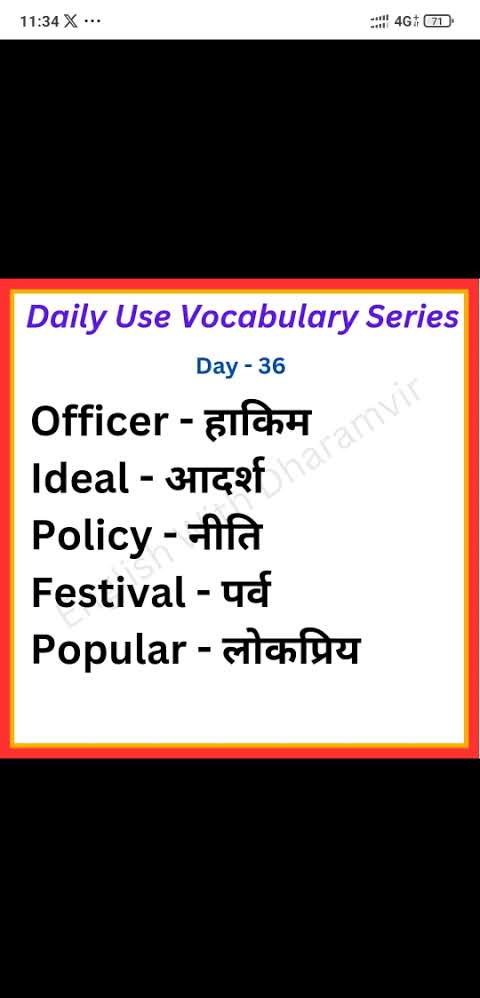 11:34 X ...
4G 71
Daily Use Vocabulary Series
Day - 36
Officer - हाकिम
Ideal - आदर्श
Policy - नीति
Festival - पर्व
Popular - लोकप्रिय
English With Dharamvir